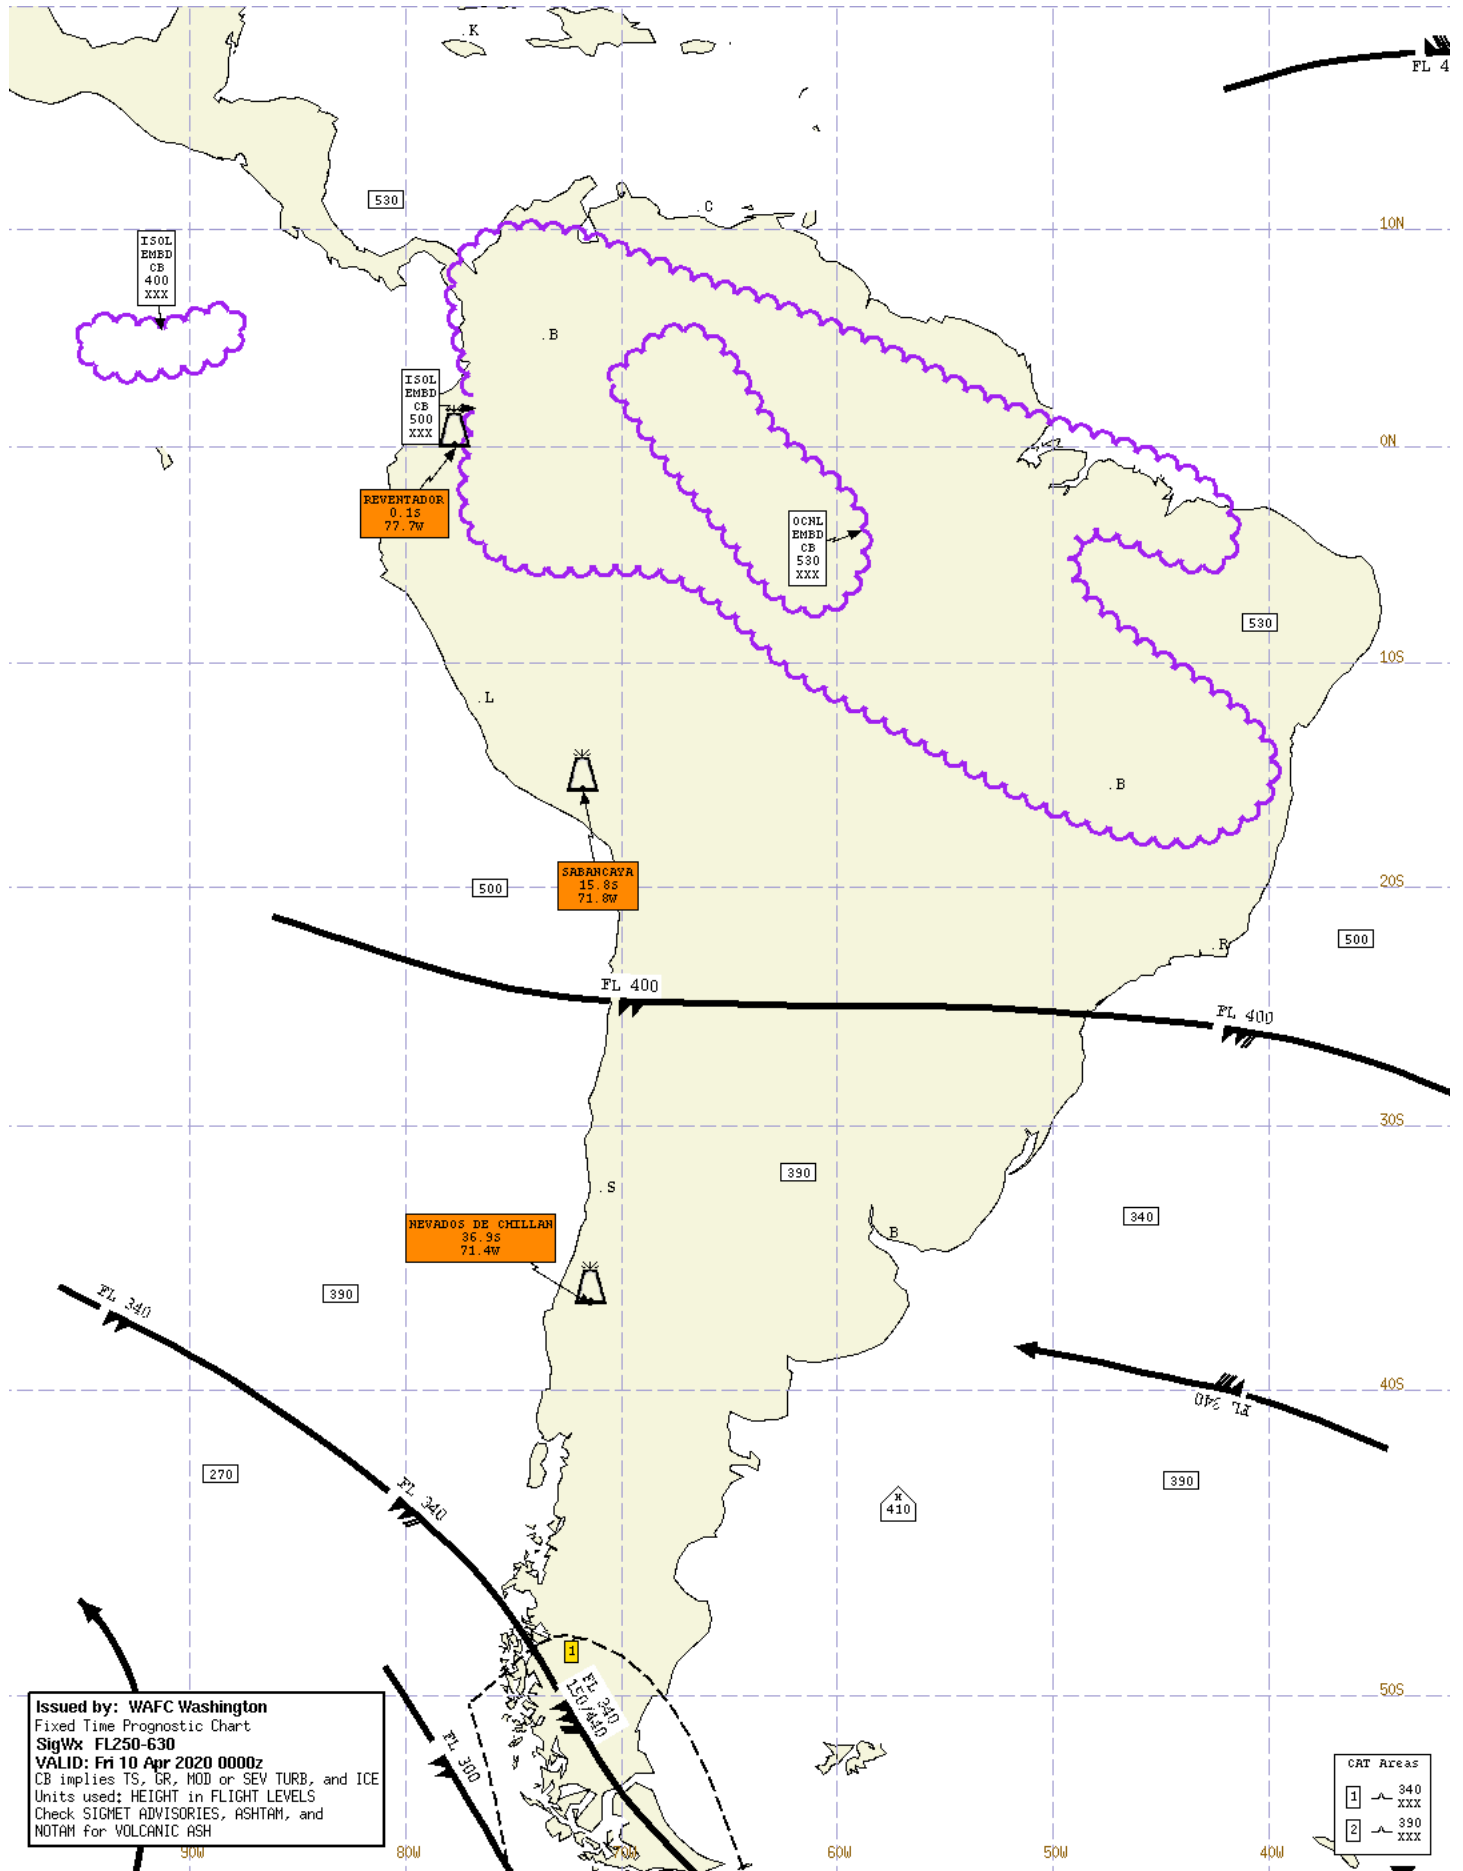 K
FL 4
530
C
10N
ISOL
EMBD
CB
400
XXX
B
ISOL
EMBD
CB
500
XXX
0N
REVENTADOR
0.1S
77.7W
OCNL
EMBD
CB
530
XXX
530
10S
L
B
SABANCAYA
15.8S
71.8W
500
20S
R
500
FL 400
FL 400
30S
390
S
340
NEVADOS DE CHILLAN
36.9S
71.4W
B
390
FL 340
40S
FL 340
270
FL 340
390
H
410
1
FL 340
150/440
50S
FL 300
Issued by: WAFC Washington
Fixed Time Prognostic Chart
SigWx FL250-630
VALID: Fri 10 Apr 2020 0000z
CB implies TS, GR, MOD or SEV TURB, and ICE
Units used: HEIGHT in FLIGHT LEVELS
Check SIGMET ADVISORIES, ASHTAM, and
NOTAM for VOLCANIC ASH
CAT Areas
1 340
XXX
2 390
XXX
90W 80W 70W 60W 50W 40W